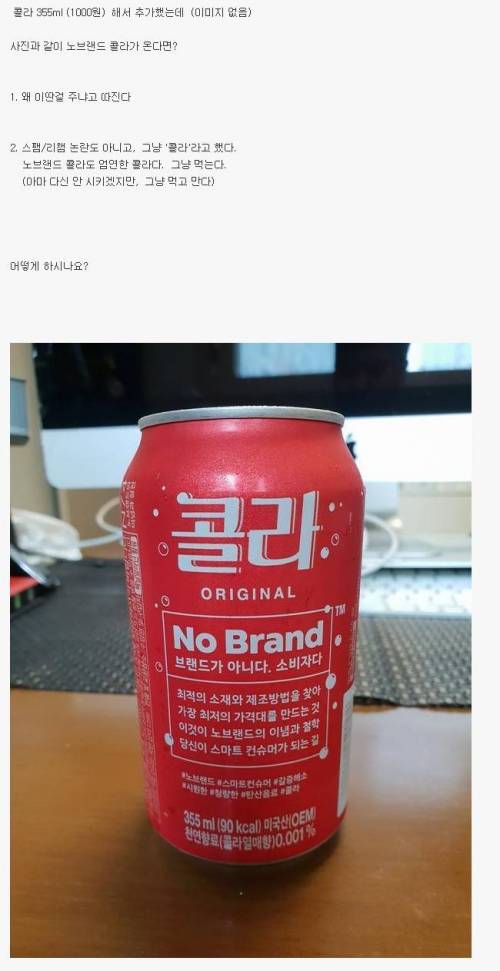 콜라 355ml (1000원) 해서 추가했는데 (이미지 없음)
사진과 같이 노브랜드 콜라가 온다면?
1. 왜 이딴걸 주냐고 따진다
2. 스팸/리챔 논란도 아니고, 그냥 '콜라'라고 했다.
노브랜드 콜라도 엄연한 콜라다. 그냥 먹는다.
(아마 다신 안 시키겠지만, 그냥 먹고 만다)
어떻게 하시나요?
콜라
ORIGINAL
TM
No Brand
브랜드가 아니다. 소비자다
최적의 소재와 제조방법을 찾아
가장 최저의 가격대를 만드는 것
이것이 노브랜드의 이념과 철학
당신이 스마트 컨슈머가 되는 길
#노브랜드 #스마트컨슈머 #갈증해소
#시원한 #청량한 #탄산음료 #콜라
355 ml (90 kcal) 미국산(OEM)
천연향료(콜라열매향)0.001%